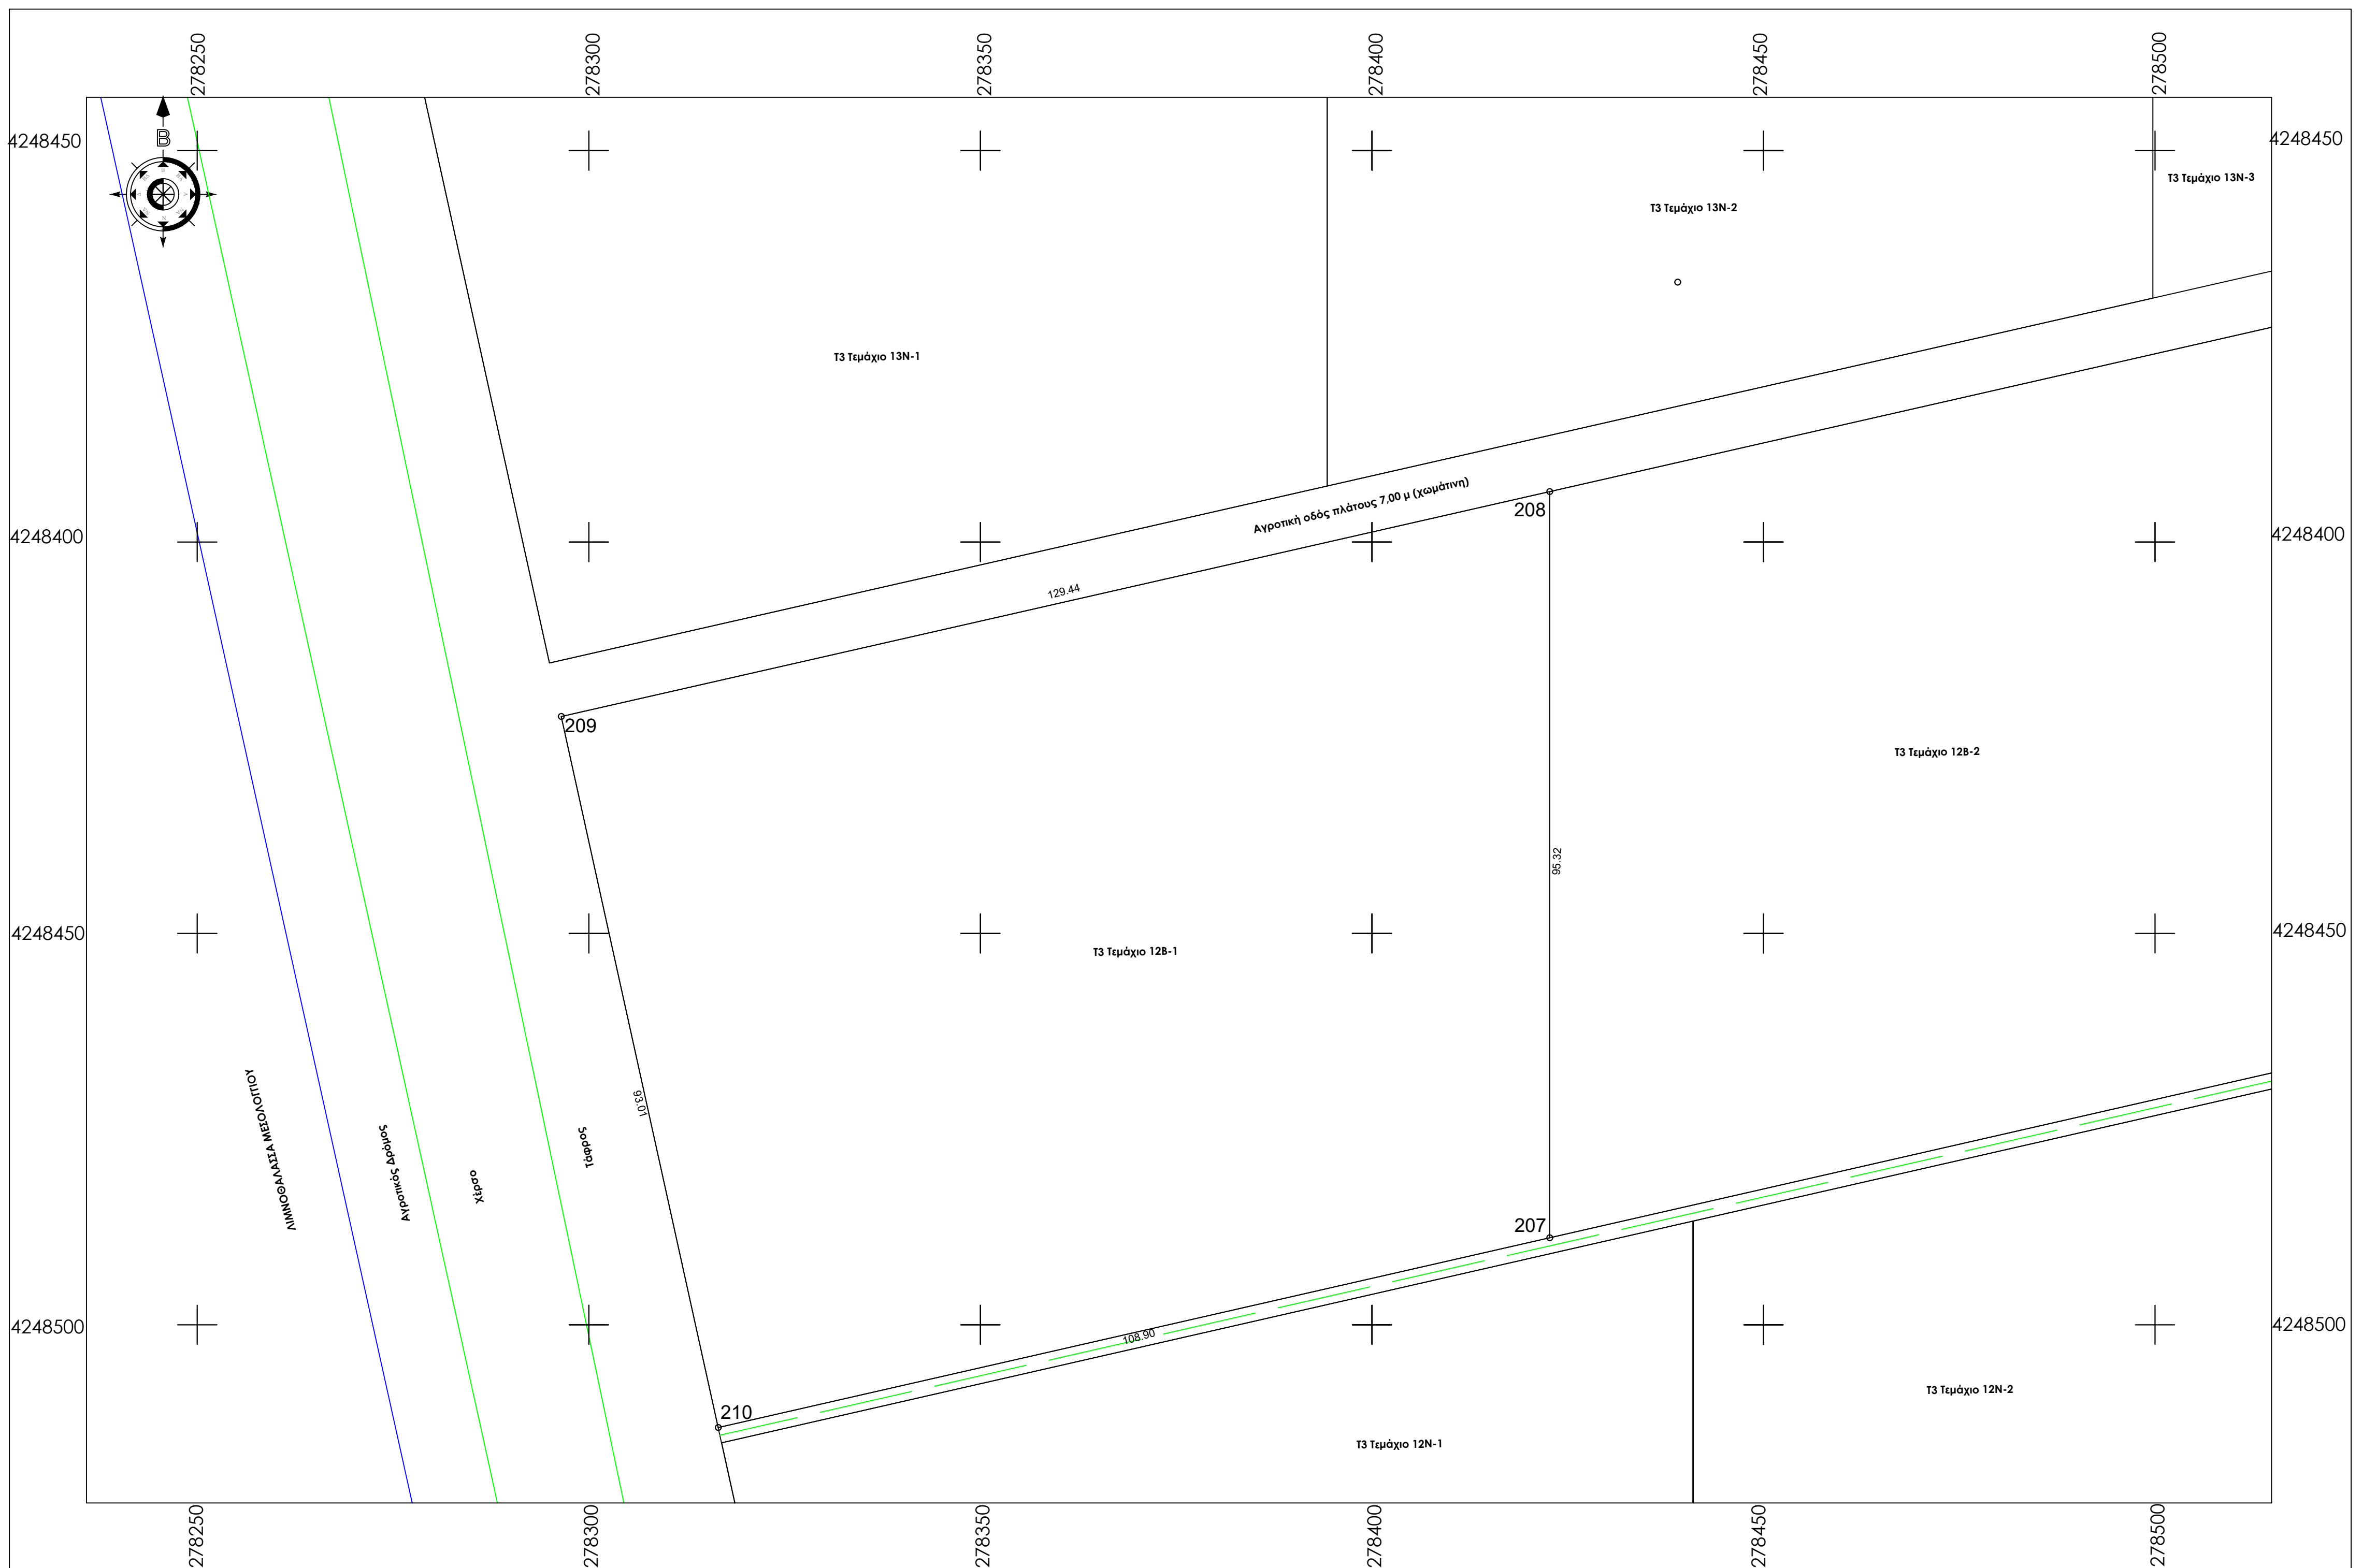 278250
278300
278350
278400
278450
278500
4248450
4248450
Β
Τ3 Τεμάχιο 13Ν-3
Τ3 Τεμάχιο 13Ν-2
Τ3 Τεμάχιο 13Ν-1
Αγροτική οδός πλάτους 7,00 μ (χωμάτινη)
208
4248400
4248400
129.44
209
Τ3 Τεμάχιο 12Β-2
95.32
4248450
4248450
Τ3 Τεμάχιο 12Β-1
93.01
ΛΙΜΝΟΘΑΛΑΣΣΑ ΜΕΣΟΛΟΓΓΙΟΥ
Αγροτικός Δρόμος
Χέρσο
Τάφρος
207
4248500
4248500
108.90
210
Τ3 Τεμάχιο 12Ν-2
Τ3 Τεμάχιο 12Ν-1
278250
278300
278350
278400
278450
278500